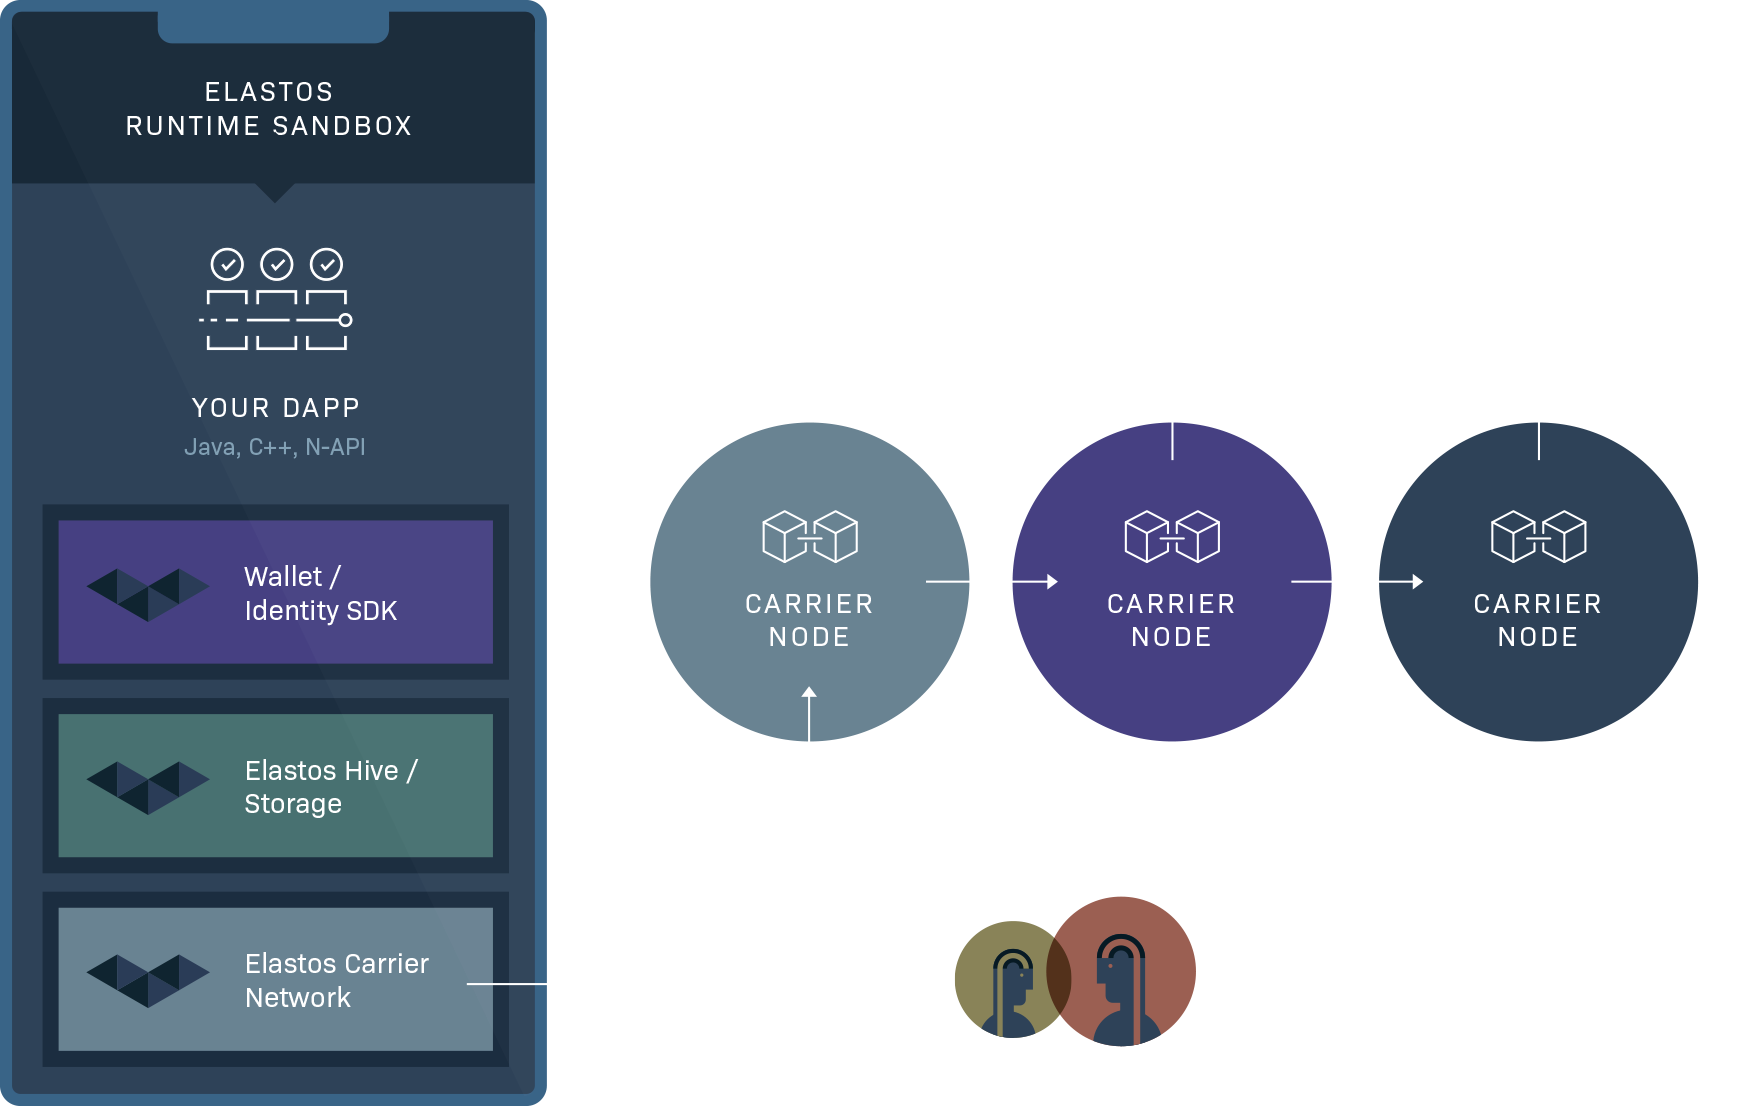 ELASTOS
RUNTIME SANDBOX
YOUR DAPP
Java, C++, N-API
Wallet /
Identity SDK
Elastos Hive /
Storage
Elastos Carrier
Network
CARRIER
NODE
CARRIER
NODE
CARRIER
NODE